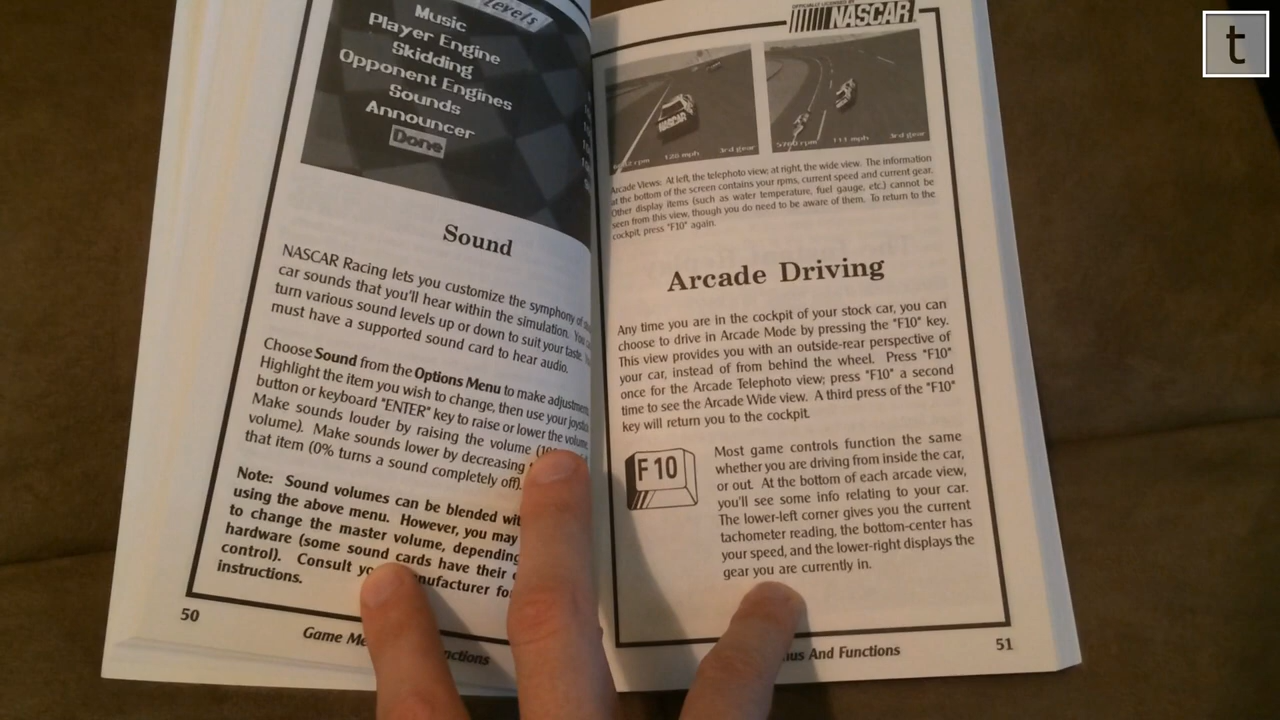 Levels
Music
Player Engine
Skidding
Opponent Engines
Sounds
Announcer
Done
Sound
NASCAR Racing lets you customize the symphony of
car sounds that you'll hear within the simulation. You
turn various sound levels up or down to suit your taste.
must have a supported sound card to hear audio.
Choose Sound from the Options Menu to make adjustments.
Highlight the item you wish to change, then use your joystick
button or keyboard "ENTER" key to raise or lower the volume.
Make sounds louder by raising the volume
volume). Make sounds lower by decreasing
that item (0% turns a sound completely off).
Note: Sound volumes can be blended
using the above menu. However, you may
to change the master volume, depending
hardware (some sound cards have their
control). Consult
instructions.
50
Game
OFFICIALLY LICENSED BY
NASCAR
NASCAR
rpm 128 mph 3rd gear
5760 rpm 111 mph 3rd gear
Arcade Views: At left, the telephoto view; at right, the wide view. The information
at the bottom of the screen contains your rpms, current speed and current gear.
Other display items (such as water temperature, fuel gauge, etc.) cannot be
seen from this view, though you do need to be aware of them. To return to the
cockpit, press "F10" again.
Arcade Driving
Any time you are in the cockpit of your stock car, you can
choose to drive in Arcade Mode by pressing the "F10" key.
This view provides you with an outside-rear perspective of
your car, instead of from behind the wheel. Press "F10"
once for the Arcade Telephoto view; press "F10" a second
time to see the Arcade Wide view. A third press of the "F10"
key will return you to the cockpit.
F10
Most game controls function the same
whether you are driving from inside the car,
or out. At the bottom of each arcade view,
you'll see some info relating to your car.
The lower-left corner gives you the current
tachometer reading, the bottom-center has
your speed, and the lower-right displays the
gear you are currently in.
And Functions
51
t